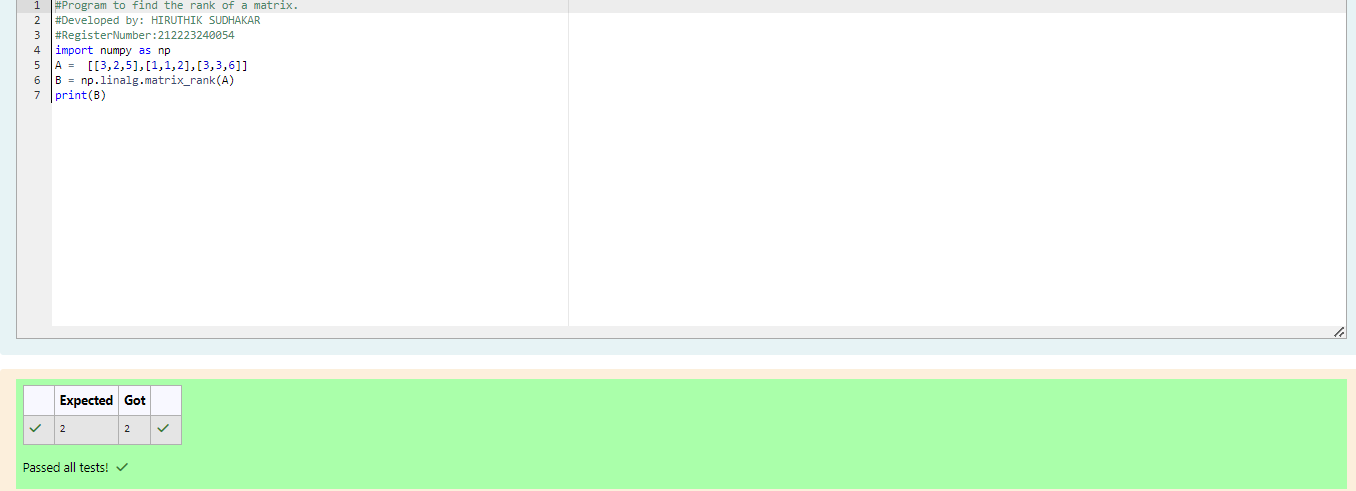 1 #Program to find the rank of a matrix.
2 #Developed by: HIRUTHIK SUDHAKAR
3 #RegisterNumber:212223240054
4 import numpy as np
5 A =  [[3,2,5],[1,1,2],[3,3,6]]
6 B = np.linalg.matrix_rank(A)
7 print(B)
Expected Got
2 2
Passed all tests!